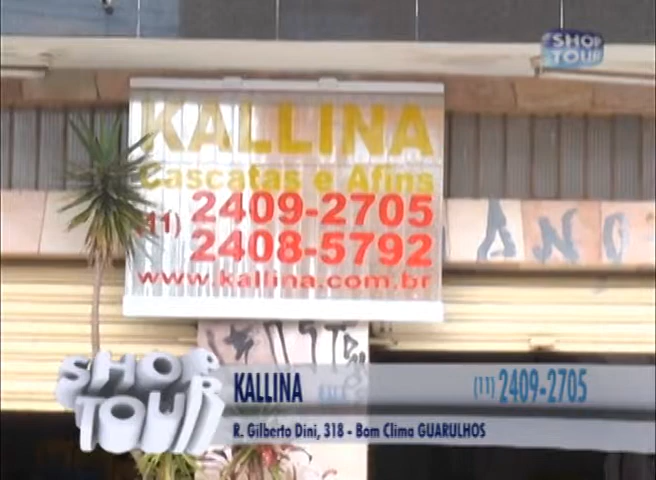 SHOP
TOUR
KALLINA
Cascatas e Afins
(11) 2409-2705
2408-5792
www.kallina.com.br
ANO
SHOP
TOUR
KALLINA (11) 2409-2705
R. Gilberto Dini, 318 - Bom Clima GUARULHOS